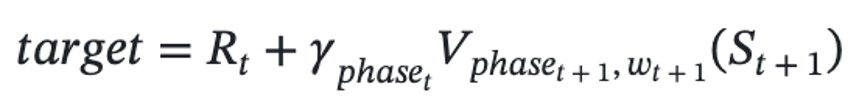 target = R_t + γ_{phase_t} V_{phase_{t+1}, w_{t+1}}(S_{t+1})